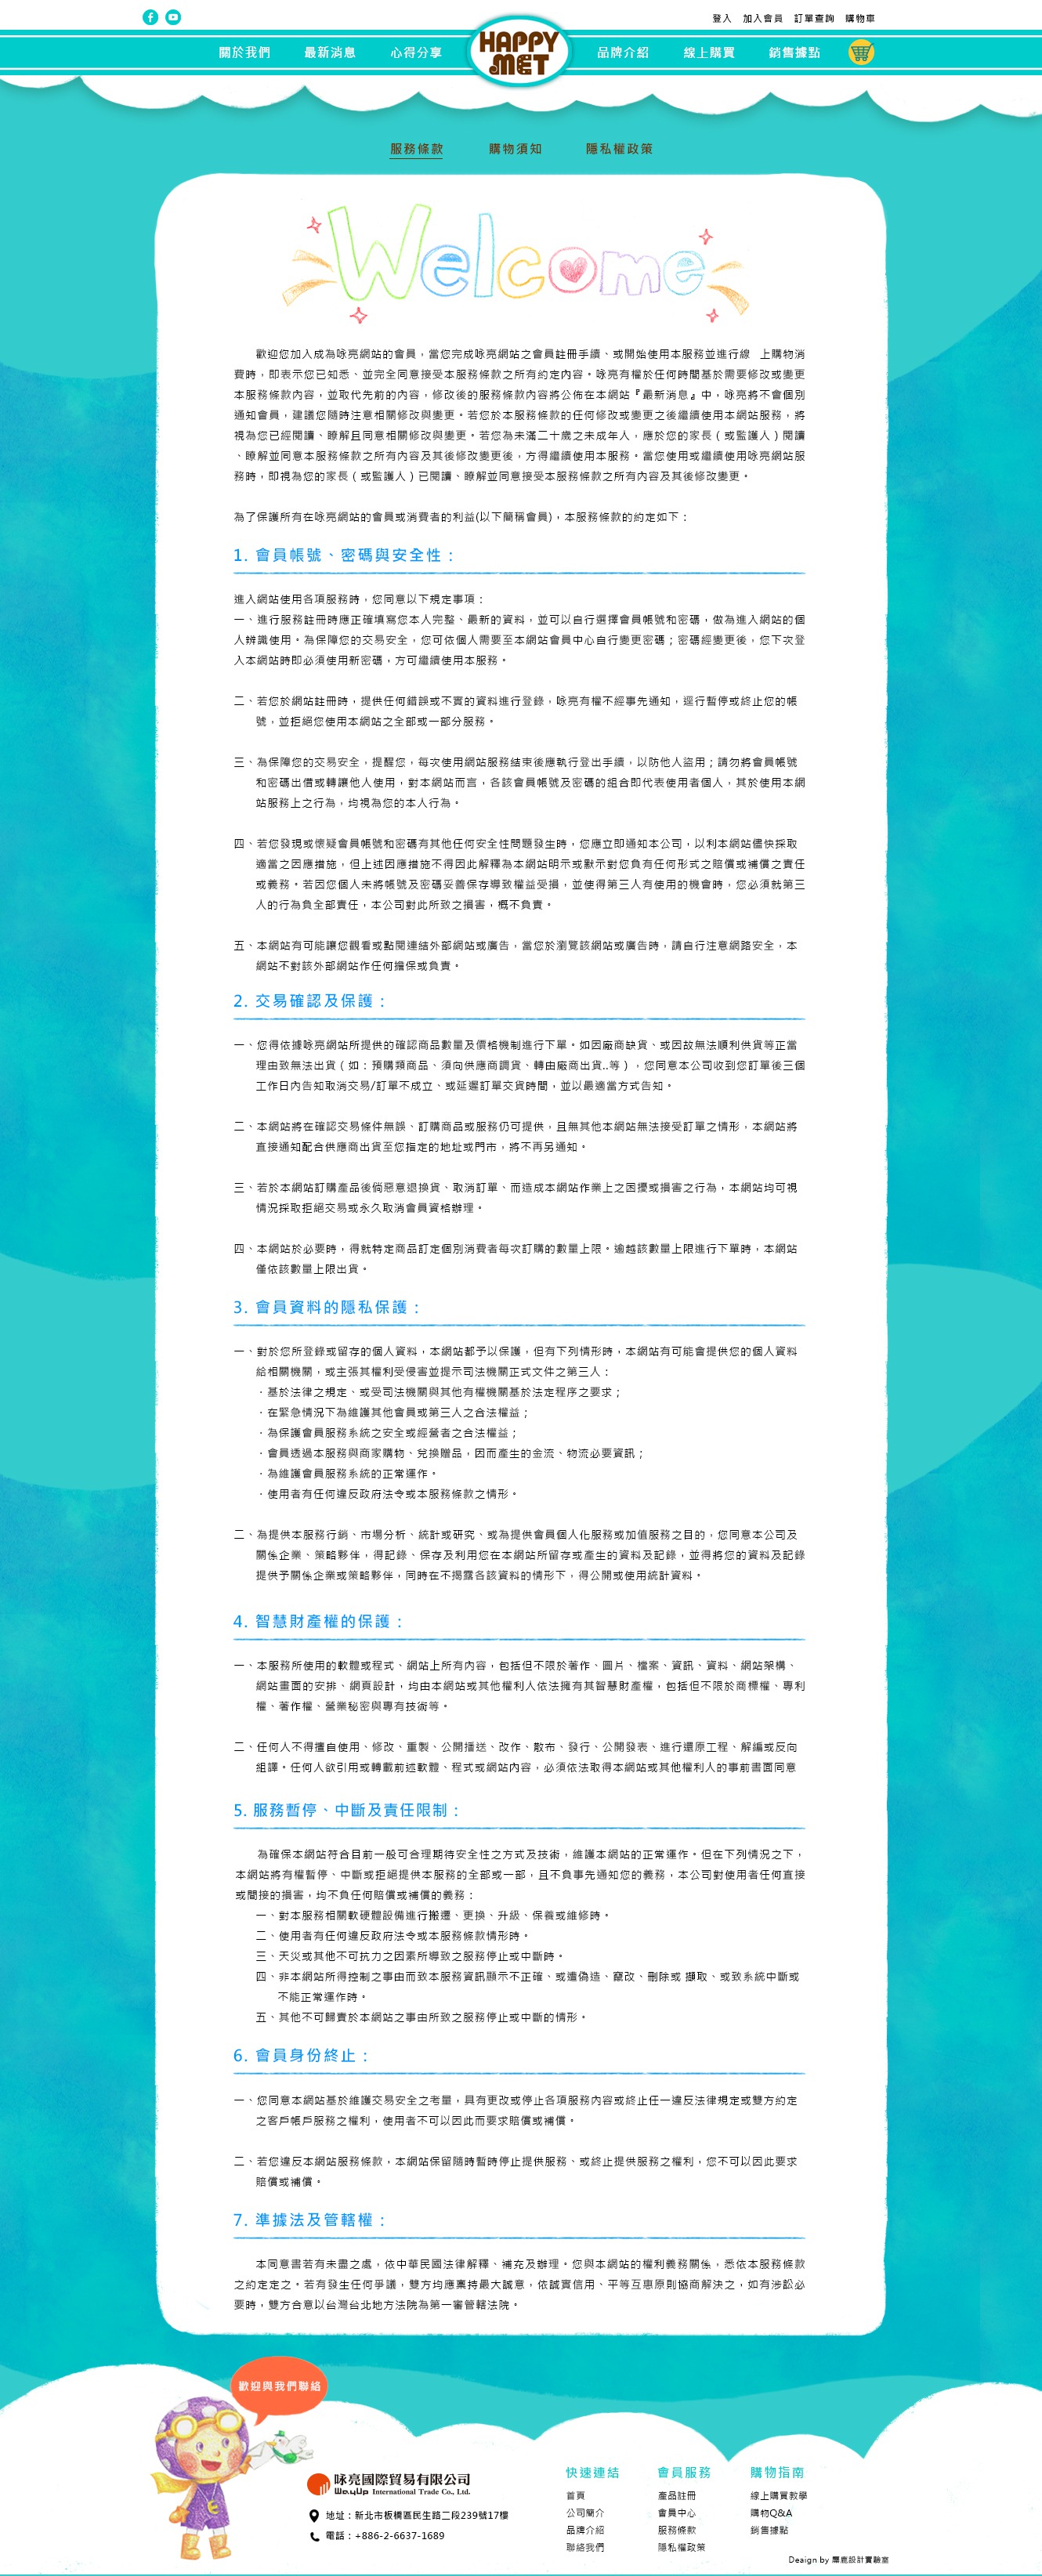 登入 加入會員 訂單查詢 購物車
關於我們 最新消息 心得分享 HAPPY MET 品牌介紹 線上購買 銷售據點
服務條款 購物須知 隱私權政策
Welcome
歡迎您加入成為咏亮網站的會員，當您完成咏亮網站之會員註冊手續、或開始使用本服務並進行線 上購物消
費時，即表示您已知悉、並完全同意接受本服務條款之所有約定內容。咏亮有權於任何時間基於需要修改或變更
本服務條款內容，並取代先前的內容，修改後的服務條款內容將公佈在本網站『最新消息』中，咏亮將不會個別
通知會員，建議您隨時注意相關修改與變更。若您於本服務條款的任何修改或變更之後繼續使用本網站服務，將
視為您已經閱讀、瞭解且同意相關修改與變更。若您為未滿二十歲之未成年人，應於您的家長（或監護人）閱讀
、瞭解並同意本服務條款之所有內容及其後修改變更後，方得繼續使用本服務。當您使用或繼續使用咏亮網站服
務時，即視為您的家長（或監護人）已閱讀、瞭解並同意接受本服務條款之所有內容及其後修改變更。
為了保護所有在咏亮網站的會員或消費者的利益(以下簡稱會員)，本服務條款的約定如下：
1. 會員帳號、密碼與安全性：
進入網站使用各項服務時，您同意以下規定事項：
一、進行服務註冊時應正確填寫您本人完整、最新的資料，並可以自行選擇會員帳號和密碼，做為進入網站的個
人辨識使用。為保障您的交易安全，您可依個人需要至本網站會員中心自行變更密碼；密碼經變更後，您下次登
入本網站時即必須使用新密碼，方可繼續使用本服務。
二、若您於網站註冊時，提供任何錯誤或不實的資料進行登錄，咏亮有權不經事先通知，逕行暫停或終止您的帳
號，並拒絕您使用本網站之全部或一部分服務。
三、為保障您的交易安全，提醒您，每次使用網站服務結束後應執行登出手續，以防他人盜用；請勿將會員帳號
和密碼出借或轉讓他人使用，對本網站而言，各該會員帳號及密碼的組合即代表使用者個人，其於使用本網
站服務上之行為，均視為您的本人行為。
四、若您發現或懷疑會員帳號和密碼有其他任何安全性問題發生時，您應立即通知本公司，以利本網站儘快採取
適當之因應措施，但上述因應措施不得因此解釋為本網站明示或默示對您負有任何形式之賠償或補償之責任
或義務。若因您個人未將帳號及密碼妥善保存導致權益受損，並使得第三人有使用的機會時，您必須就第三
人的行為負全部責任，本公司對此所致之損害，概不負責。
五、本網站有可能讓您觀看或點閱連結外部網站或廣告，當您於瀏覽該網站或廣告時，請自行注意網路安全，本
網站不對該外部網站作任何擔保或負責。
2. 交易確認及保護：
一、您得依據咏亮網站所提供的確認商品數量及價格機制進行下單。如因廠商缺貨、或因故無法順利供貨等正當
理由致無法出貨（如：預購類商品、須向供應商調貨、轉由廠商出貨..等），您同意本公司收到您訂單後三個
工作日內告知取消交易/訂單不成立、或延遲訂單交貨時間，並以最適當方式告知。
二、本網站將在確認交易條件無誤、訂購商品或服務仍可提供，且無其他本網站無法接受訂單之情形，本網站將
直接通知配合供應商出貨至您指定的地址或門市，將不再另通知。
三、若於本網站訂購產品後倘惡意退換貨、取消訂單、而造成本網站作業上之困擾或損害之行為，本網站均可視
情況採取拒絕交易或永久取消會員資格辦理。
四、本網站於必要時，得就特定商品訂定個別消費者每次訂購的數量上限。逾越該數量上限進行下單時，本網站
僅依該數量上限出貨。
3. 會員資料的隱私保護：
一、對於您所登錄或留存的個人資料，本網站都予以保護，但有下列情形時，本網站有可能會提供您的個人資料
給相關機關，或主張其權利受侵害並提示司法機關正式文件之第三人：
．基於法律之規定、或受司法機關與其他有權機關基於法定程序之要求；
．在緊急情況下為維護其他會員或第三人之合法權益；
．為保護會員服務系統之安全或經營者之合法權益；
．會員透過本服務與商家購物、兌換贈品，因而產生的金流、物流必要資訊；
．為維護會員服務系統的正常運作。
．使用者有任何違反政府法令或本服務條款之情形。
二、為提供本服務行銷、市場分析、統計或研究、或為提供會員個人化服務或加值服務之目的，您同意本公司及
關係企業、策略夥伴，得記錄、保存及利用您在本網站所留存或產生的資料及記錄，並得將您的資料及記錄
提供予關係企業或策略夥伴，同時在不揭露各該資料的情形下，得公開或使用統計資料。
4. 智慧財產權的保護：
一、本服務所使用的軟體或程式、網站上所有內容，包括但不限於著作、圖片、檔案、資訊、資料、網站架構、
網站畫面的安排、網頁設計，均由本網站或其他權利人依法擁有其智慧財產權，包括但不限於商標權、專利
權、著作權、營業秘密與專有技術等。
二、任何人不得擅自使用、修改、重製、公開播送、改作、散布、發行、公開發表、進行還原工程、解編或反向
組譯。任何人欲引用或轉載前述軟體、程式或網站內容，必須依法取得本網站或其他權利人的事前書面同意
5. 服務暫停、中斷及責任限制：
為確保本網站符合目前一般可合理期待安全性之方式及技術，維護本網站的正常運作。但在下列情況之下，
本網站將有權暫停、中斷或拒絕提供本服務的全部或一部，且不負事先通知您的義務，本公司對使用者任何直接
或間接的損害，均不負任何賠償或補償的義務：
一、對本服務相關軟硬體設備進行搬遷、更換、升級、保養或維修時。
二、使用者有任何違反政府法令或本服務條款情形時。
三、天災或其他不可抗力之因素所導致之服務停止或中斷時。
四、非本網站所得控制之事由而致本服務資訊顯示不正確、或遭偽造、竄改、刪除或 擷取、或致系統中斷或
不能正常運作時。
五、其他不可歸責於本網站之事由所致之服務停止或中斷的情形。
6. 會員身份終止：
一、您同意本網站基於維護交易安全之考量，具有更改或停止各項服務內容或終止任一違反法律規定或雙方約定
之客戶帳戶服務之權利，使用者不可以因此而要求賠償或補償。
二、若您違反本網站服務條款，本網站保留隨時暫時停止提供服務、或終止提供服務之權利，您不可以因此要求
賠償或補償。
7. 準據法及管轄權：
本同意書若有未盡之處，依中華民國法律解釋、補充及辦理。您與本網站的權利義務關係，悉依本服務條款
之約定定之。若有發生任何爭議，雙方均應稟持最大誠意，依誠實信用、平等互惠原則協商解決之，如有涉訟必
要時，雙方合意以台灣台北地方法院為第一審管轄法院。
歡迎與我們聯絡
咏亮國際貿易有限公司
WayUp International Trade Co., Ltd.
地址：新北市板橋區民生路二段239號17樓
電話：+886-2-6637-1689
快速連結 會員服務 購物指南
首頁 產品註冊 線上購買教學
公司簡介 會員中心 購物Q&A
品牌介紹 服務條款 銷售據點
聯絡我們 隱私權政策
Deaign by 麋鹿設計實驗室